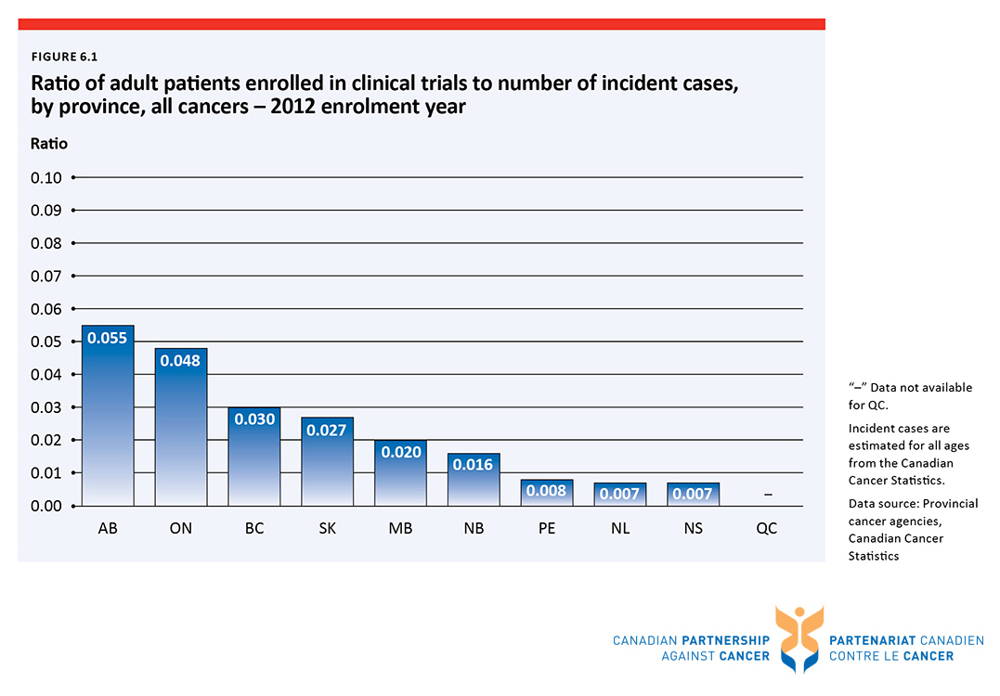 FIGURE 6.1
Ratio of adult patients enrolled in clinical trials to number of incident cases,
by province, all cancers – 2012 enrolment year
Ratio
0.10
0.09
0.08
0.07
0.06
0.05
0.04
0.03
0.02
0.01
0.00
0.055
0.048
0.030
0.027
0.020
0.016
0.008
0.007
0.007
–
AB
ON
BC
SK
MB
NB
PE
NL
NS
QC
“–” Data not available
for QC.
Incident cases are
estimated for all ages
from the Canadian
Cancer Statistics.
Data source: Provincial
cancer agencies,
Canadian Cancer
Statistics
CANADIAN PARTNERSHIP
AGAINST CANCER
PARTENARIAT CANADIEN
CONTRE LE CANCER